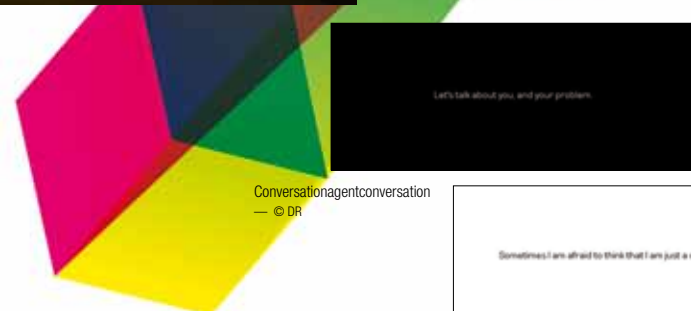 Let's talk about you, and your problem.
Conversationagentconversation
— © DR
Sometimes I am afraid to think that I am just a